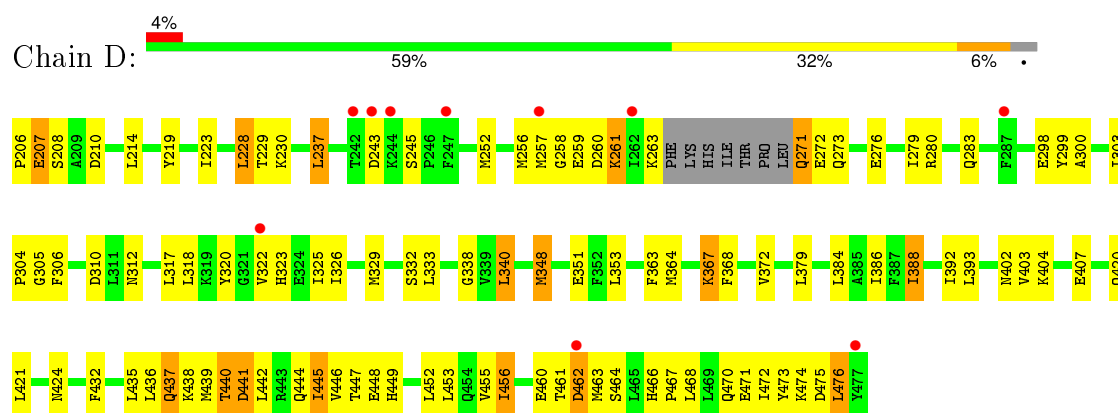 4%
Chain D:
59% 32% 6% •
P206 E207 S208 A209 D210 L214 Y219 I223 L228 T229 K230 L237 T242 D243 K244 S245 P246 F247 M252 M256 M257 G258 E259 D260 K261 I262 K263 PHE LYS HIS ILE THR PRO LEU Q271 E272 Q273 E276 I279 R280 Q283 F287 E298 Y299 A300
P304 G305 F306 D310 L311 N312 L317 L318 K319 Y320 G321 V322 H323 E324 I325 I326 M329 S332 L333 G338 V339 L340 M348 E351 F352 L353 F363 M364 K367 F368 V372 L379 L384 A385 I386 F387 I388 I392 L393 N402 V403 K404 E407
L421 N424 F432 L435 L436 Q437 K438 M439 T440 D441 L442 R443 Q444 I445 V446 T447 E448 H449 L452 L453 Q454 V455 I456 E460 T461 D462 M463 S464 L465 H466 P467 L468 L469 Q470 E471 I472 Y473 K474 D475 L476 Y477